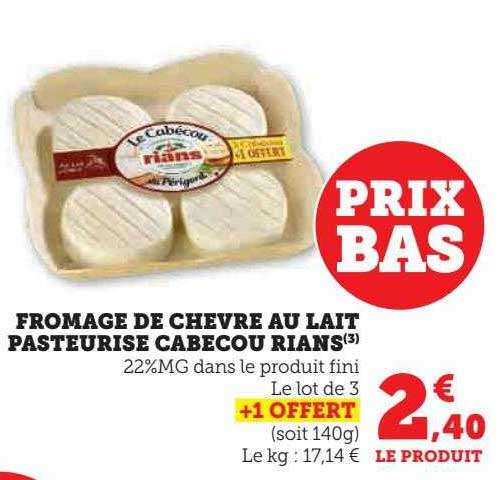 Le Cabécou
rians
du Périgord
+1 OFFERT
PRIX
BAS
FROMAGE DE CHEVRE AU LAIT
PASTEURISE CABECOU RIANS(3)
22%MG dans le produit fini
Le lot de 3
+1 OFFERT
(soit 140g)
Le kg : 17,14 €
2€,40
LE PRODUIT